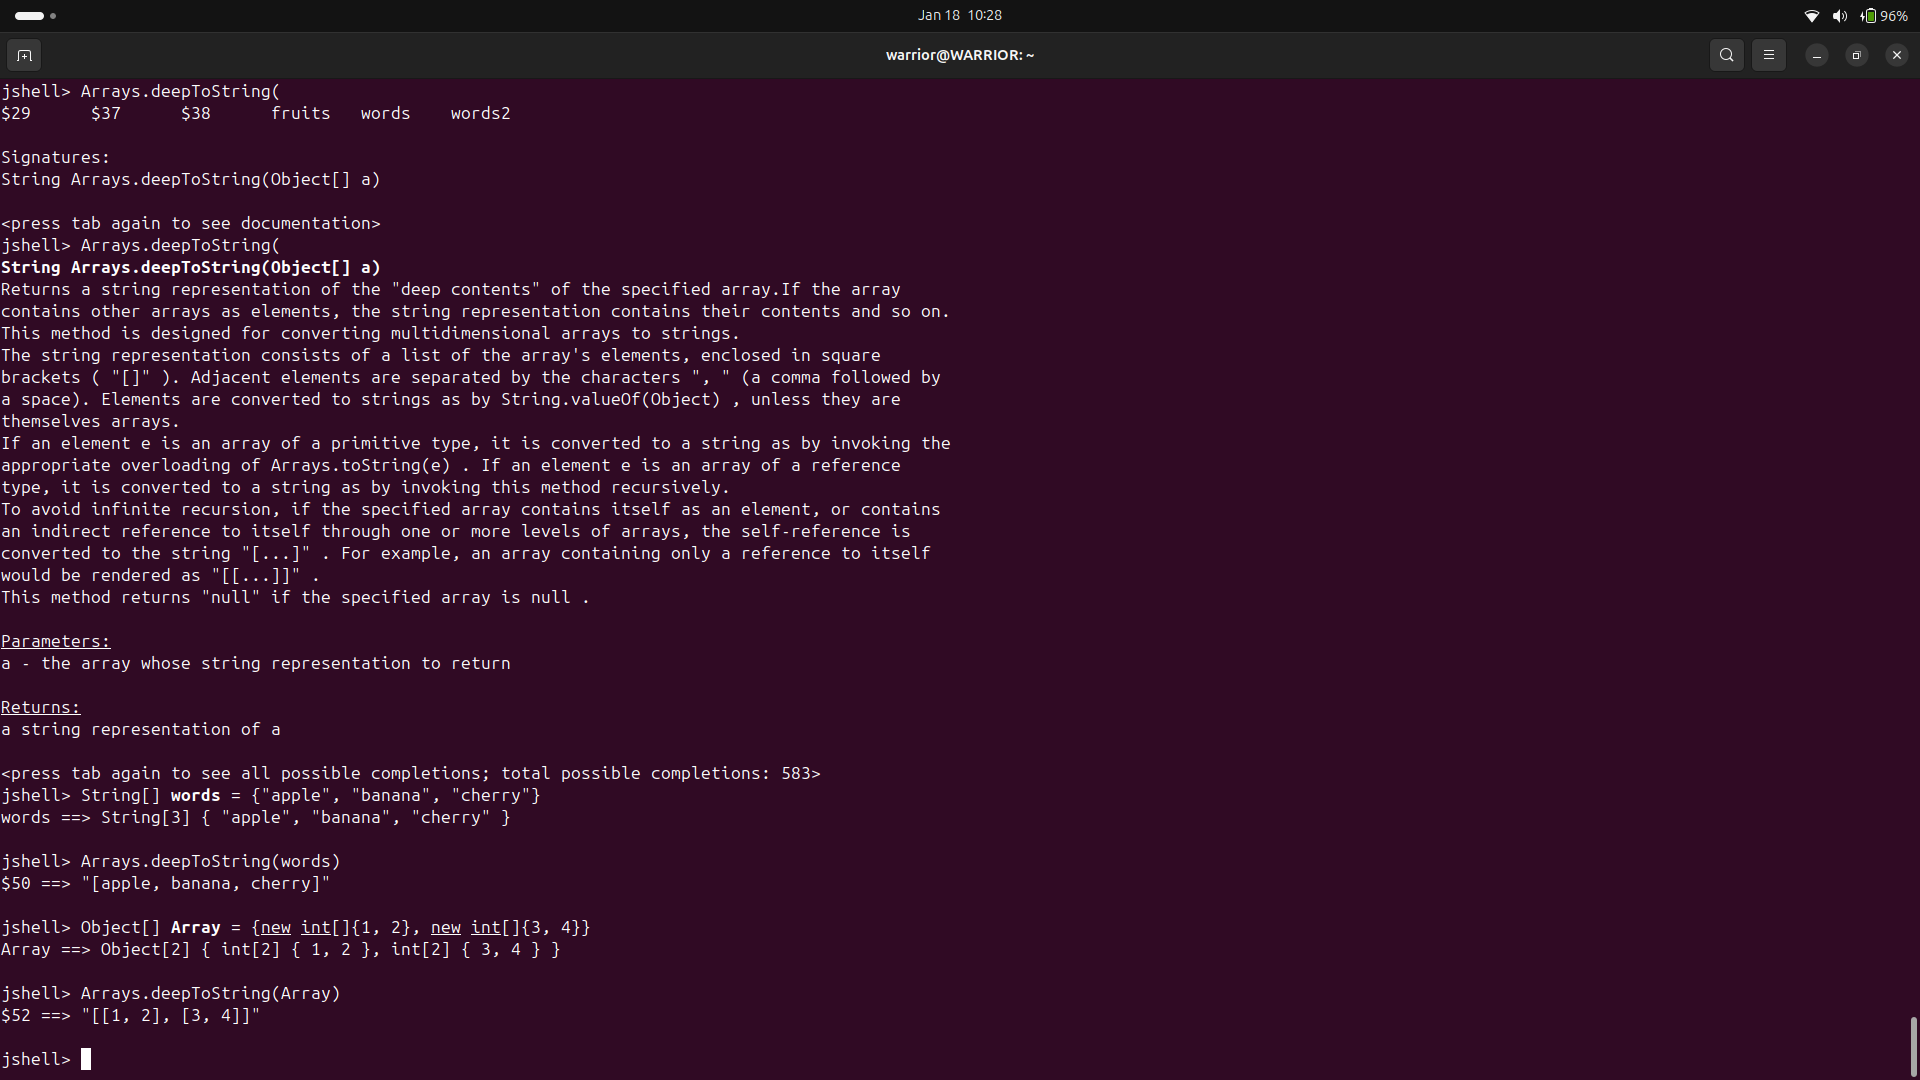 Jan 18 10:28
96%
warrior@WARRIOR: ~
jshell> Arrays.deepToString(
$29 $37 $38 fruits words words2
Signatures:
String Arrays.deepToString(Object[] a)
<press tab again to see documentation>
jshell> Arrays.deepToString(
String Arrays.deepToString(Object[] a)
Returns a string representation of the "deep contents" of the specified array.If the array
contains other arrays as elements, the string representation contains their contents and so on.
This method is designed for converting multidimensional arrays to strings.
The string representation consists of a list of the array's elements, enclosed in square
brackets ( "[]" ). Adjacent elements are separated by the characters ", " (a comma followed by
a space). Elements are converted to strings as by String.valueOf(Object) , unless they are
themselves arrays.
If an element e is an array of a primitive type, it is converted to a string as by invoking the
appropriate overloading of Arrays.toString(e) . If an element e is an array of a reference
type, it is converted to a string as by invoking this method recursively.
To avoid infinite recursion, if the specified array contains itself as an element, or contains
an indirect reference to itself through one or more levels of arrays, the self-reference is
converted to the string "[...]" . For example, an array containing only a reference to itself
would be rendered as "[[...]]" .
This method returns "null" if the specified array is null .
Parameters:
a - the array whose string representation to return
Returns:
a string representation of a
<press tab again to see all possible completions; total possible completions: 583>
jshell> String[] words = {"apple", "banana", "cherry"}
words ==> String[3] { "apple", "banana", "cherry" }
jshell> Arrays.deepToString(words)
$50 ==> "[apple, banana, cherry]"
jshell> Object[] Array = {new int[]{1, 2}, new int[]{3, 4}}
Array ==> Object[2] { int[2] { 1, 2 }, int[2] { 3, 4 } }
jshell> Arrays.deepToString(Array)
$52 ==> "[[1, 2], [3, 4]]"
jshell>